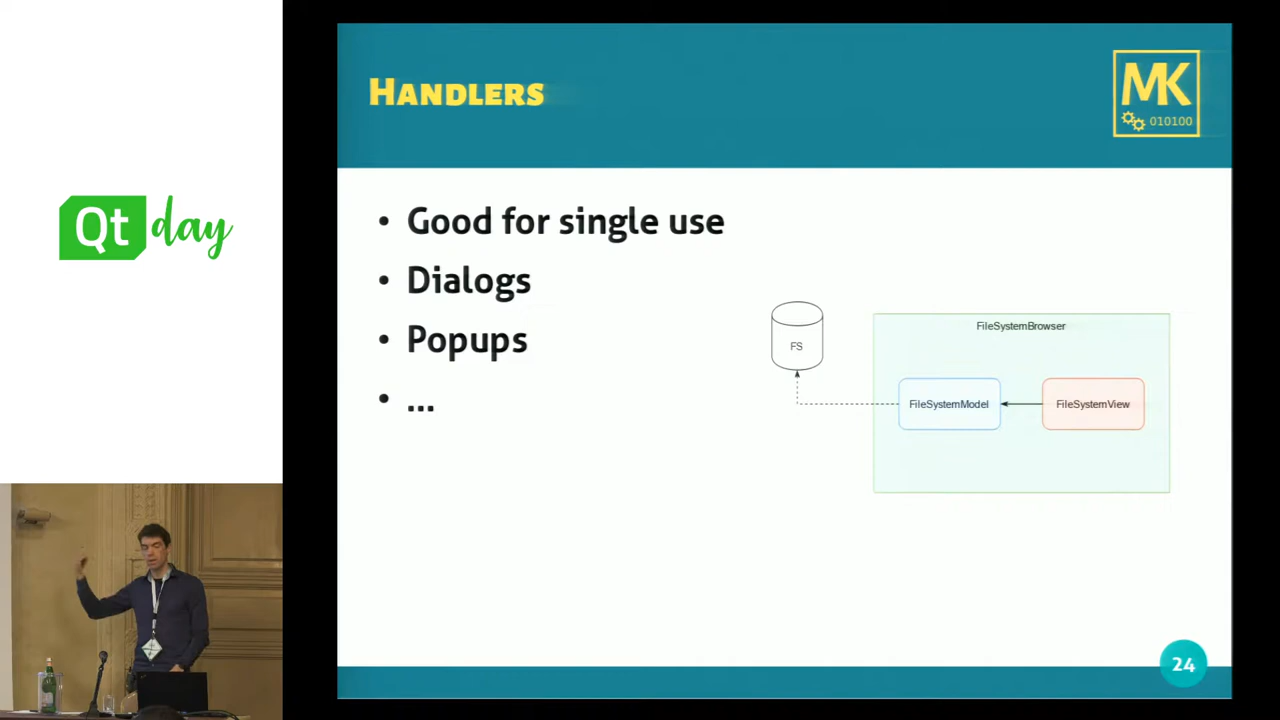 Qt day
HANDLERS
MK
010100
• Good for single use
• Dialogs
• Popups
• ...
FS
FileSystemBrowser
FileSystemModel
FileSystemView
24